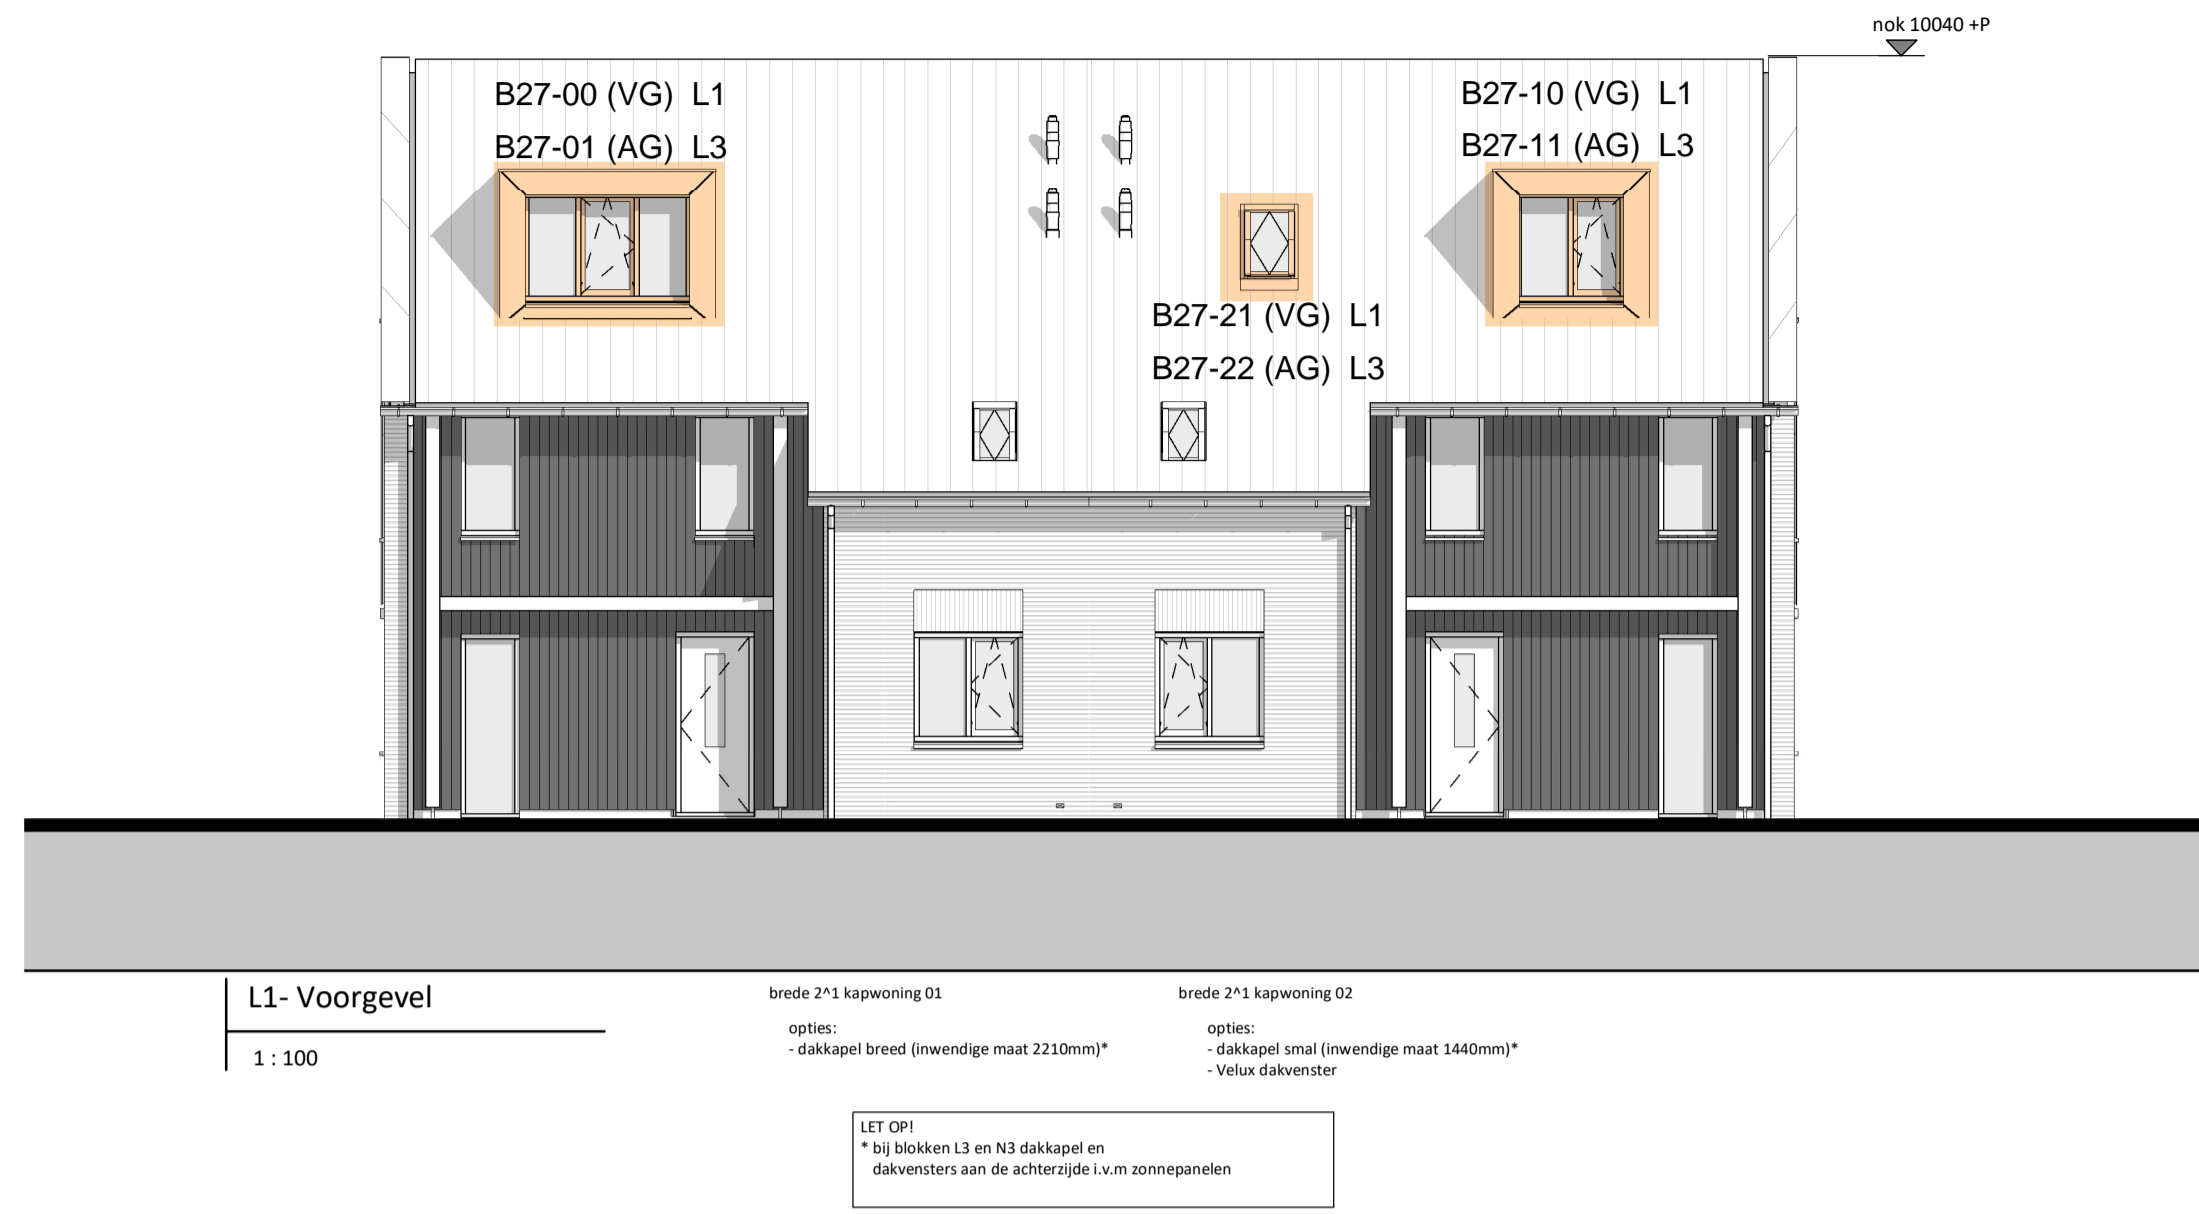 nok 10040 +P
B27-00 (VG) L1
B27-01 (AG) L3
B27-10 (VG) L1
B27-11 (AG) L3
B27-21 (VG) L1
B27-22 (AG) L3
L1- Voorgevel
1 : 100
brede 2^1 kapwoning 01
opties:
- dakkapel breed (inwendige maat 2210mm)*
brede 2^1 kapwoning 02
opties:
- dakkapel smal (inwendige maat 1440mm)*
- Velux dakvenster
LET OP!
* bij blokken L3 en N3 dakkapel en
dakvensters aan de achterzijde i.v.m zonnepanelen